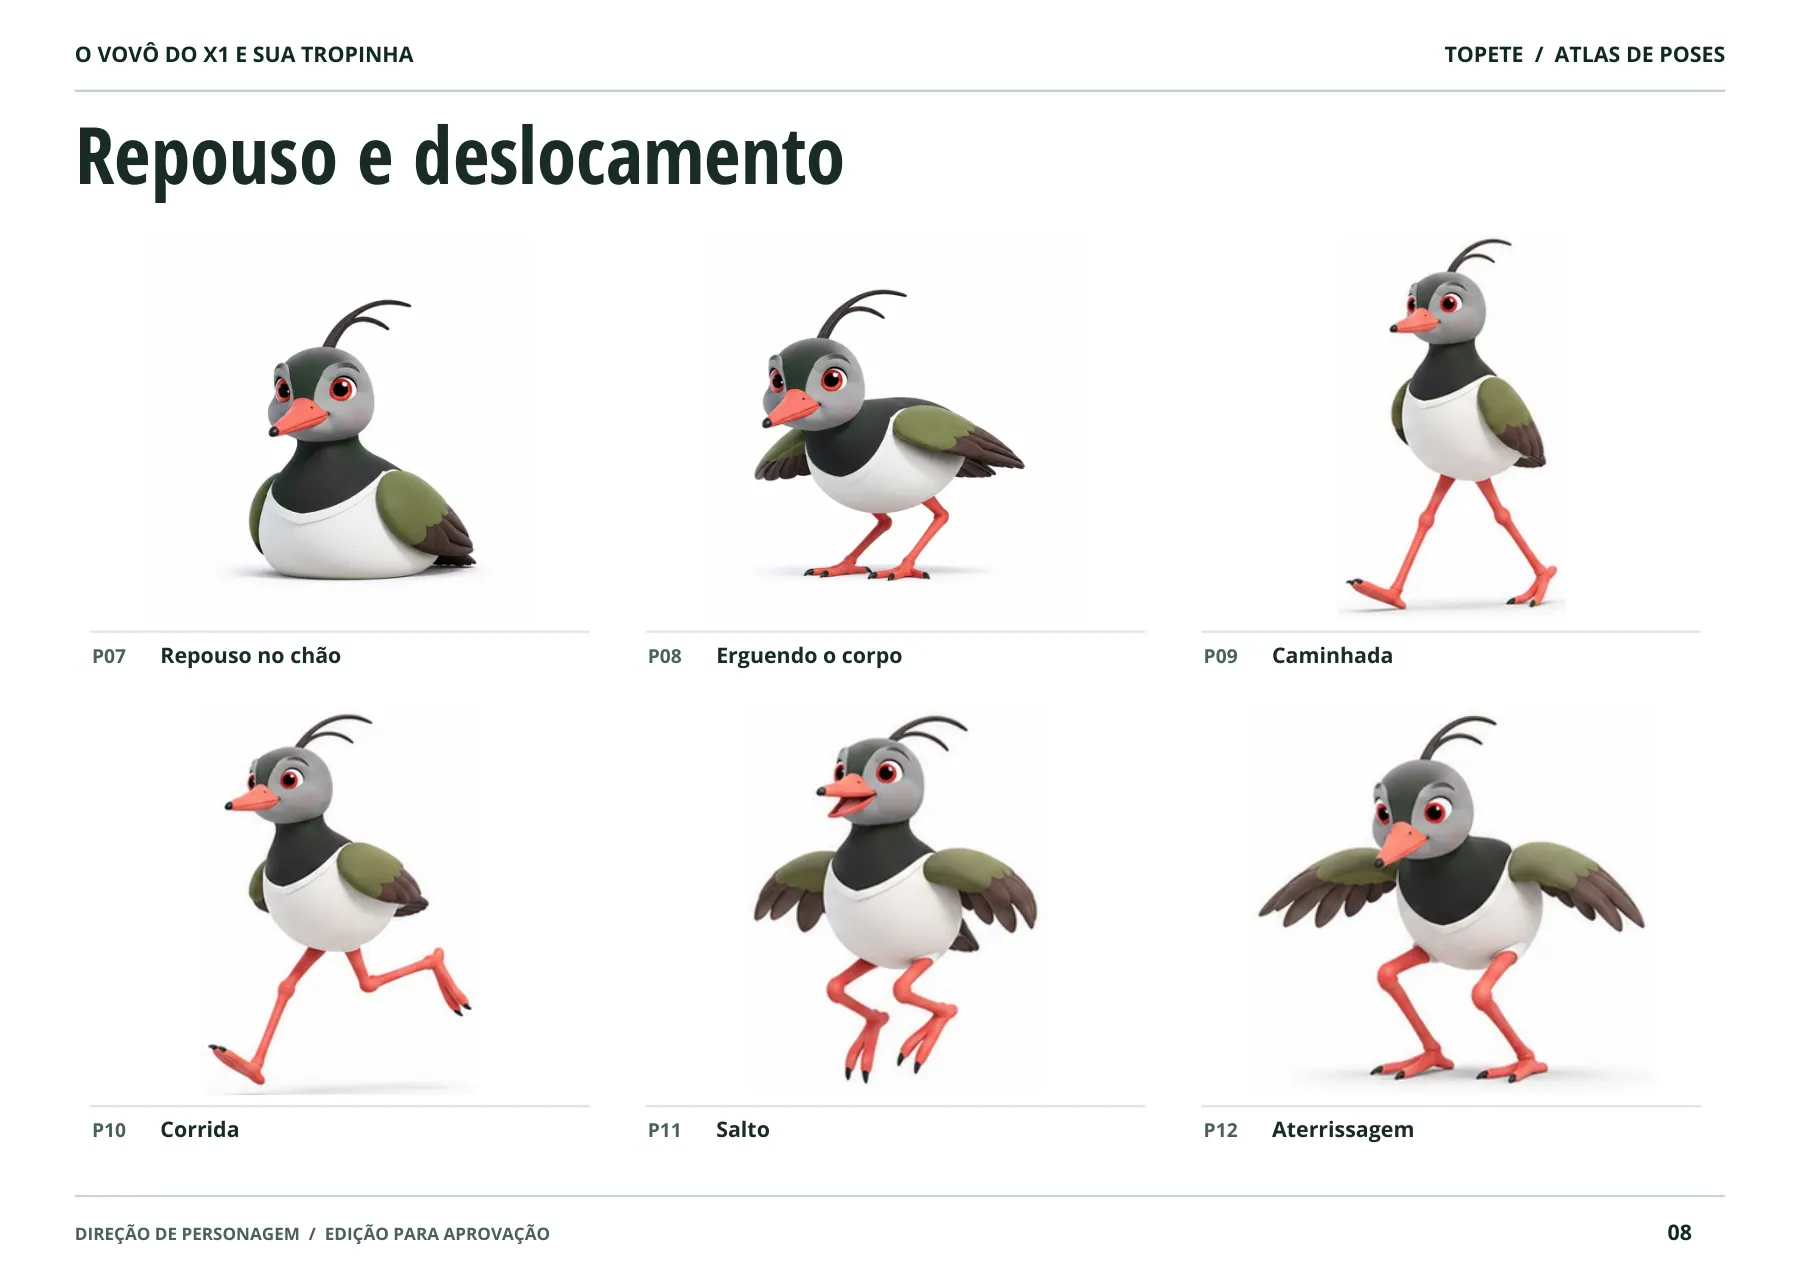 O VOVÔ DO X1 E SUA TROPINHA
TOPETE / ATLAS DE POSES
Repouso e deslocamento
P07 Repouso no chão
P08 Erguendo o corpo
P09 Caminhada
P10 Corrida
P11 Salto
P12 Aterrissagem
DIREÇÃO DE PERSONAGEM / EDIÇÃO PARA APROVAÇÃO
08